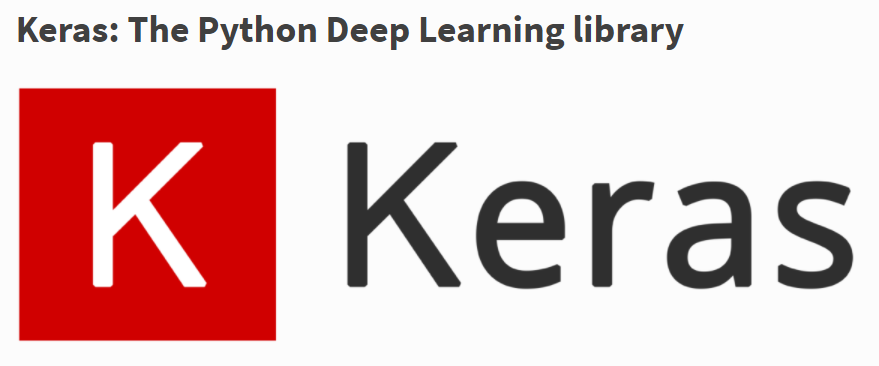 Keras: The Python Deep Learning library
K Keras